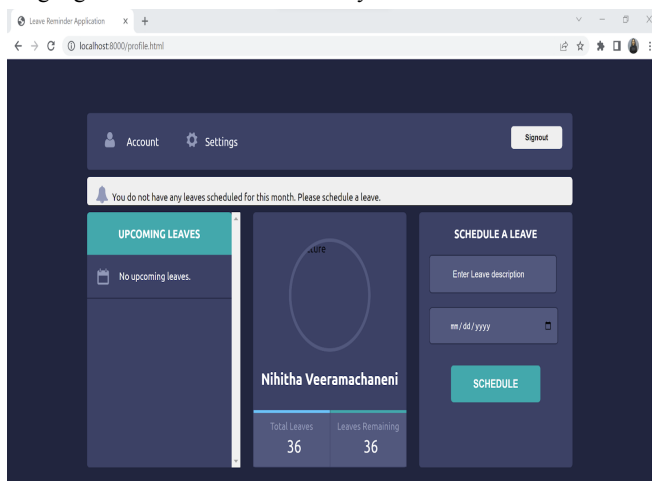 Leave Reminder Application
localhost:8000/profile.html
Account Settings Signout
You do not have any leaves scheduled for this month. Please schedule a leave.
UPCOMING LEAVES
No upcoming leaves.
Nihitha Veeramachaneni
Total Leaves Leaves Remaining
36 36
SCHEDULE A LEAVE
Enter Leave description
mm/dd/yyyy
SCHEDULE